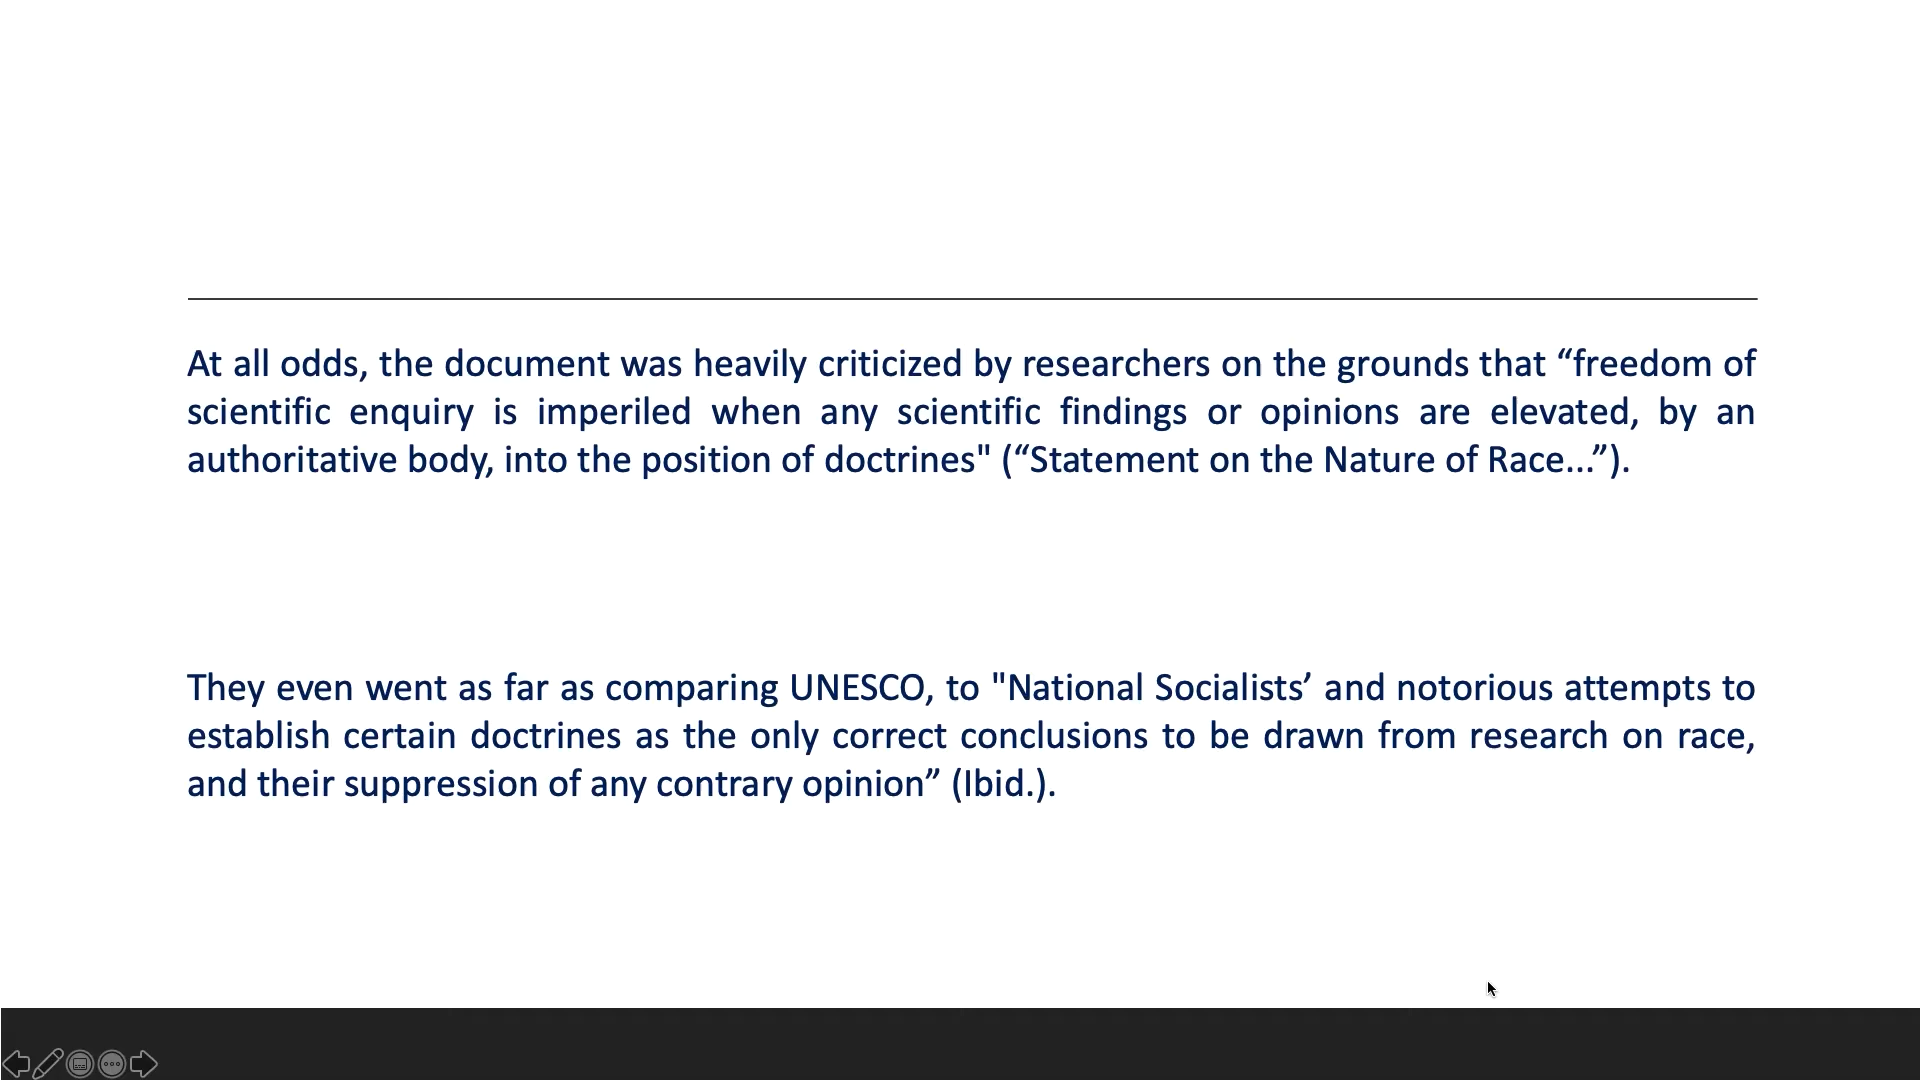 At all odds, the document was heavily criticized by researchers on the grounds that “freedom of
scientific enquiry is imperiled when any scientific findings or opinions are elevated, by an
authoritative body, into the position of doctrines" (“Statement on the Nature of Race...”).
They even went as far as comparing UNESCO, to "National Socialists’ and notorious attempts to
establish certain doctrines as the only correct conclusions to be drawn from research on race,
and their suppression of any contrary opinion” (Ibid.).